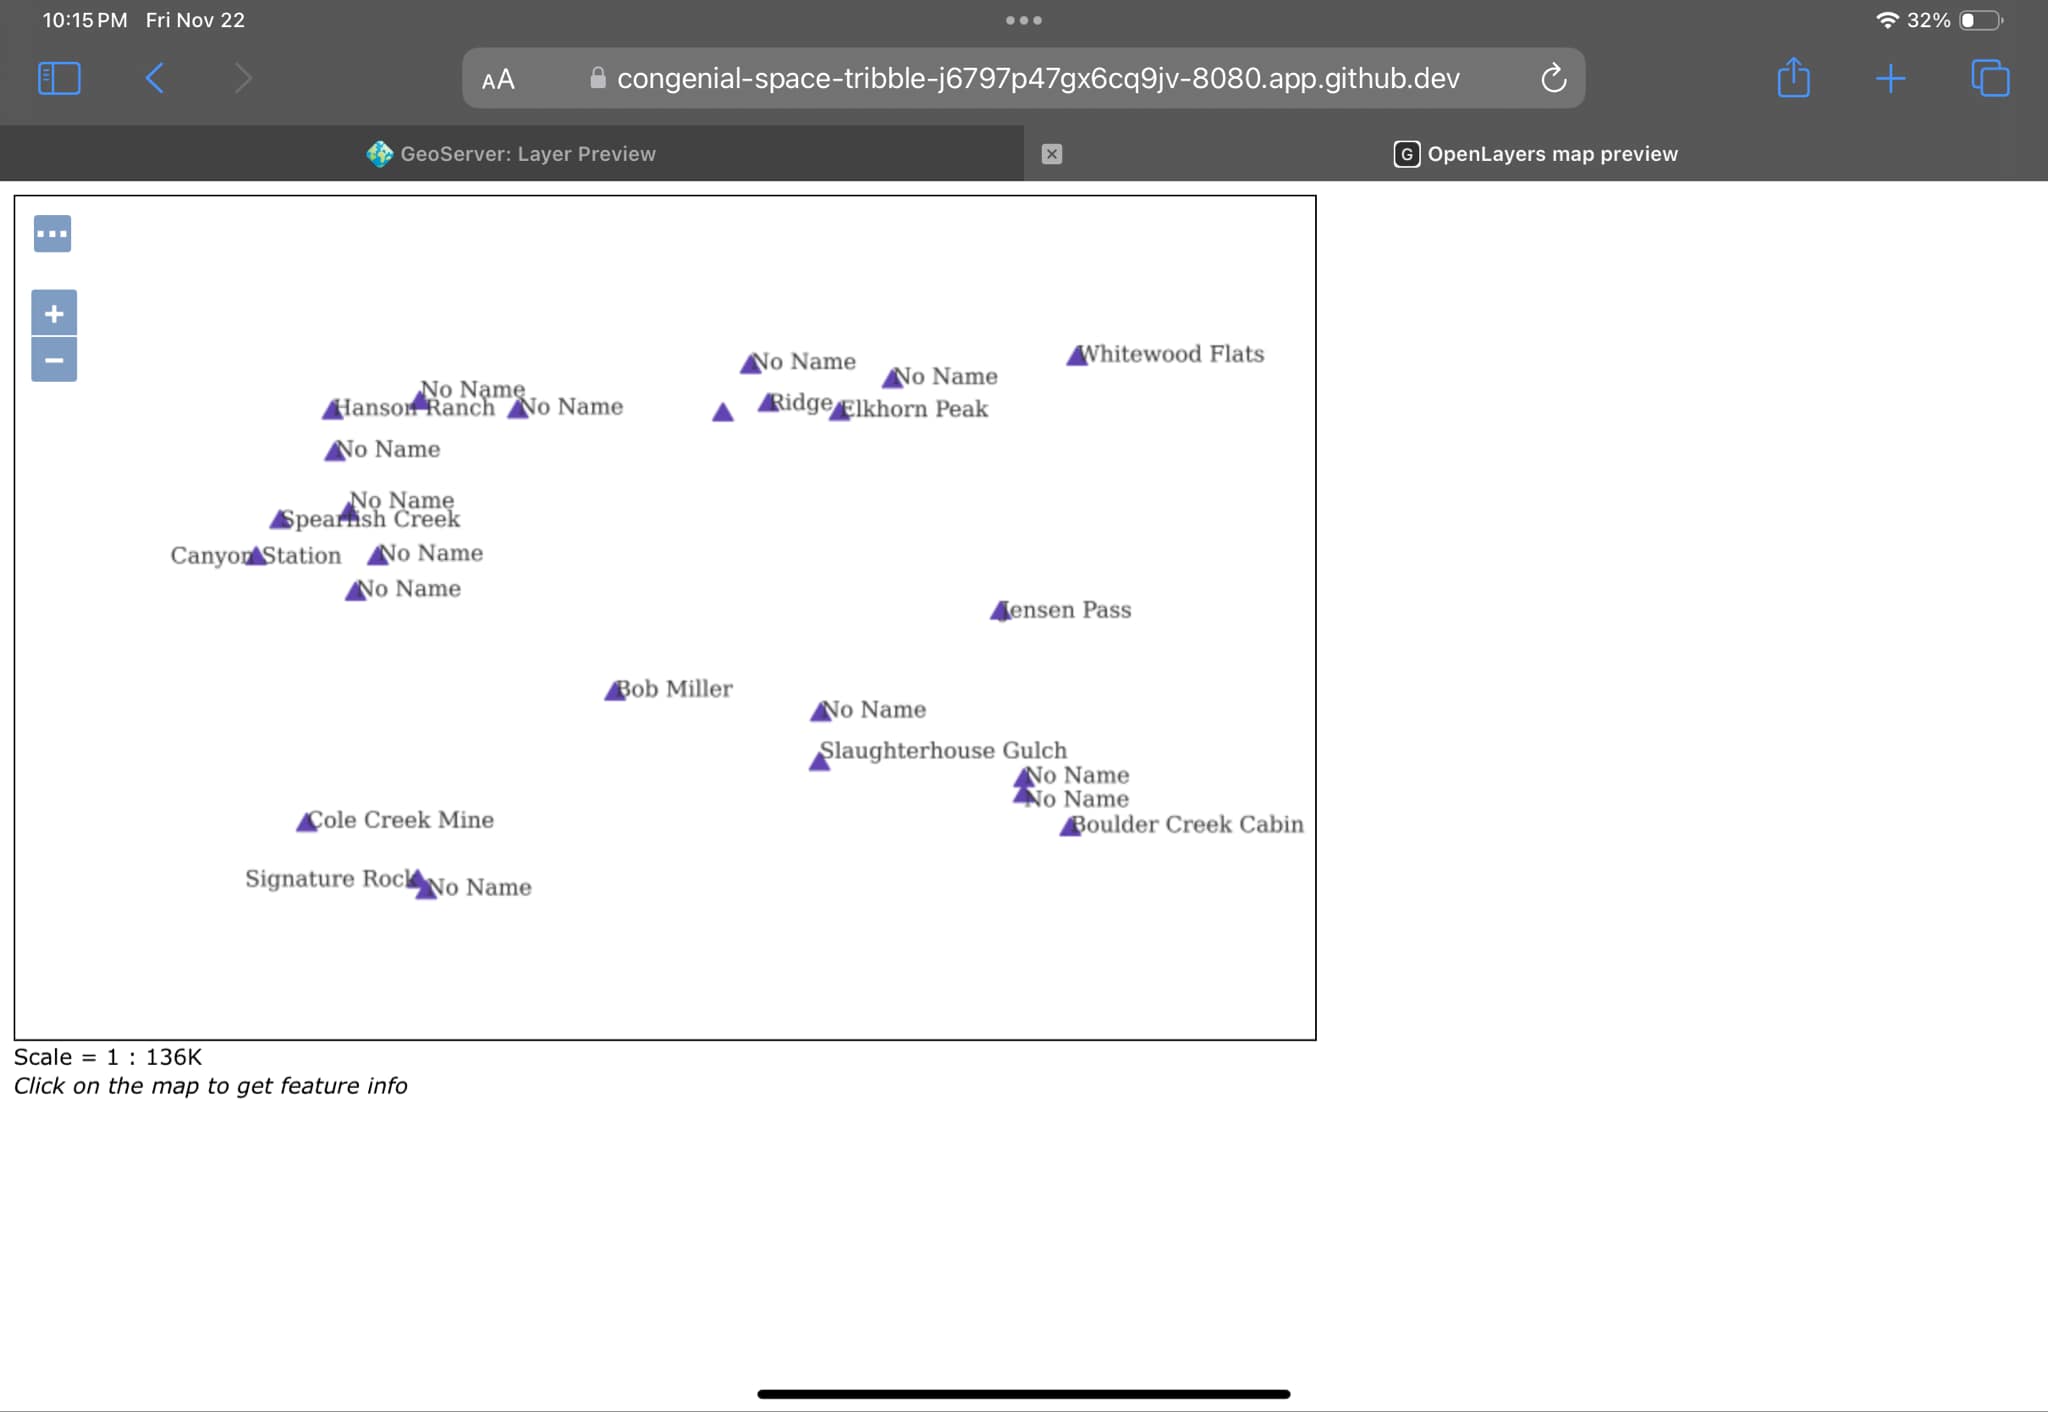 10:15 PM Fri Nov 22
32%
AA
congenial-space-tribble-j6797p47gx6cq9jv-8080.app.github.dev
GeoServer: Layer Preview
G OpenLayers map preview
+
−
Whitewood Flats
No Name
No Name
No Name
Ridge
Elkhorn Peak
Hanson Ranch
No Name
No Name
No Name
Spearfish Creek
Canyon Station
No Name
No Name
Jensen Pass
Bob Miller
No Name
Slaughterhouse Gulch
No Name
No Name
Cole Creek Mine
Boulder Creek Cabin
Signature Rock
No Name
Scale = 1 : 136K
Click on the map to get feature info